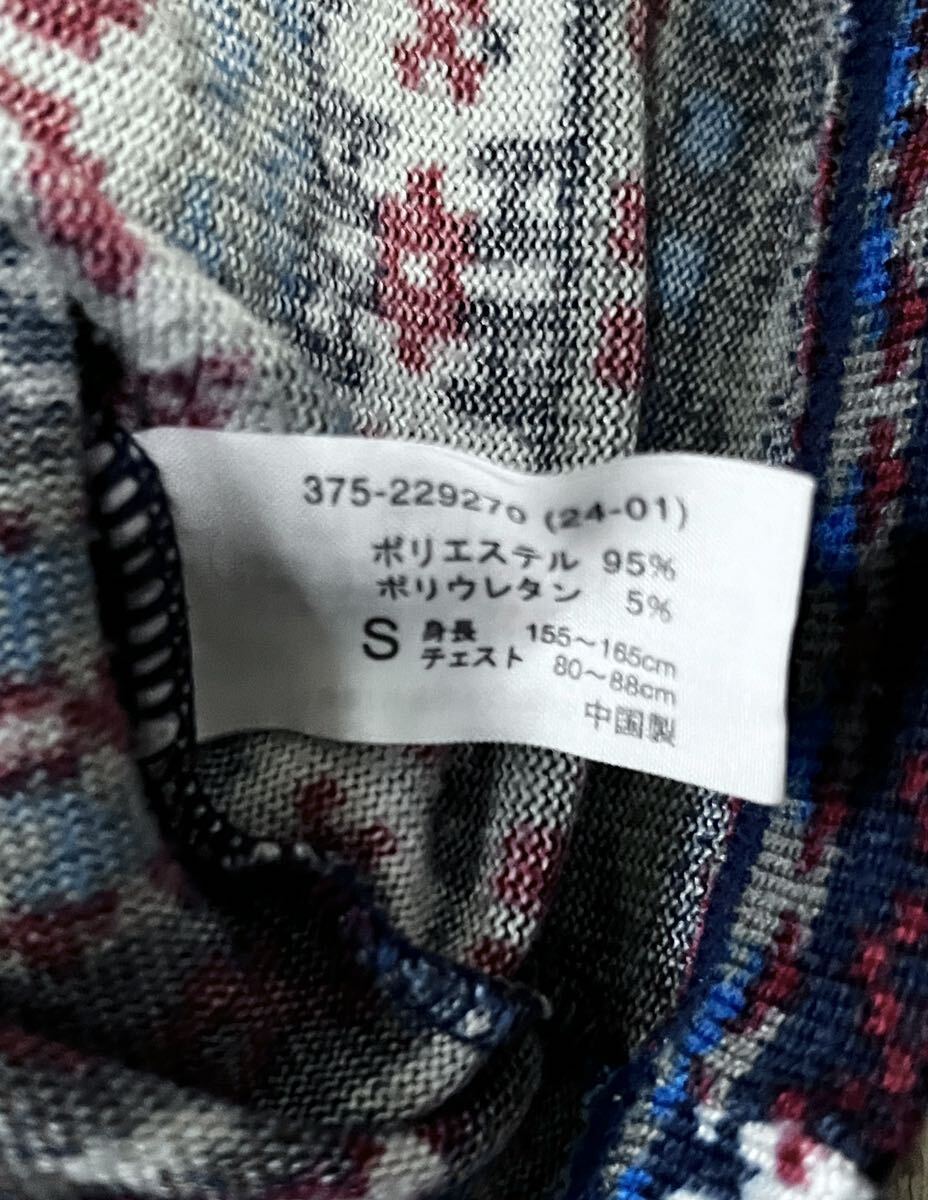 375-229270 (24-01)
ポリエステル 95%
ポリウレタン 5%
S 身長 155~165cm
チェスト 80~88cm
中国製